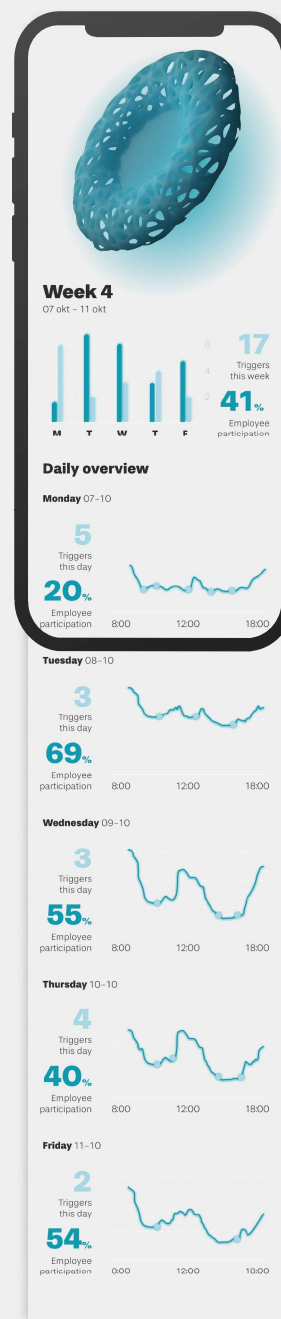 Week 4
07 okt – 11 okt
6
4
2
M T W T F
17
Triggers
this week
41%
Employee
participation
Daily overview
Monday 07-10
5
Triggers
this day
20%
Employee
participation
8:00 12:00 18:00
Tuesday 08-10
3
Triggers
this day
69%
Employee
participation
8:00 12:00 18:00
Wednesday 09-10
3
Triggers
this day
55%
Employee
participation
8:00 12:00 18:00
Thursday 10-10
4
Triggers
this day
40%
Employee
participation
8:00 12:00 18:00
Friday 11-10
2
Triggers
this day
54%
Employee
participation
12:00